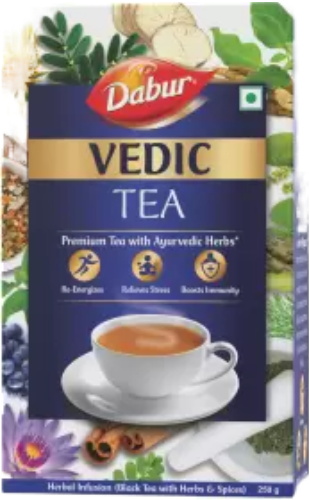 Dabur
VEDIC
TEA
Premium Tea with Ayurvedic Herbs*
Re-Energizes
Relieves Stress
Boosts Immunity
Herbal Infusion (Black Tea with Herbs & Spices) 250 g